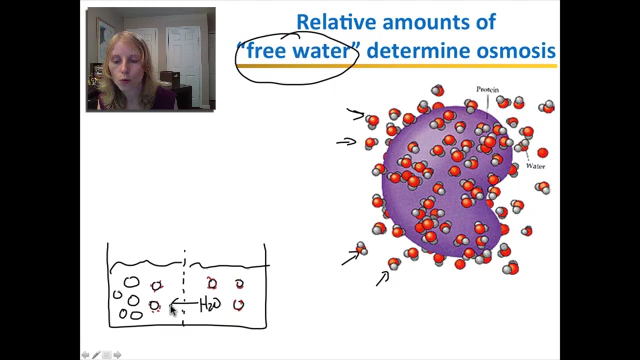 Relative amounts of
“free water” determine osmosis
Protein
Water
H2O